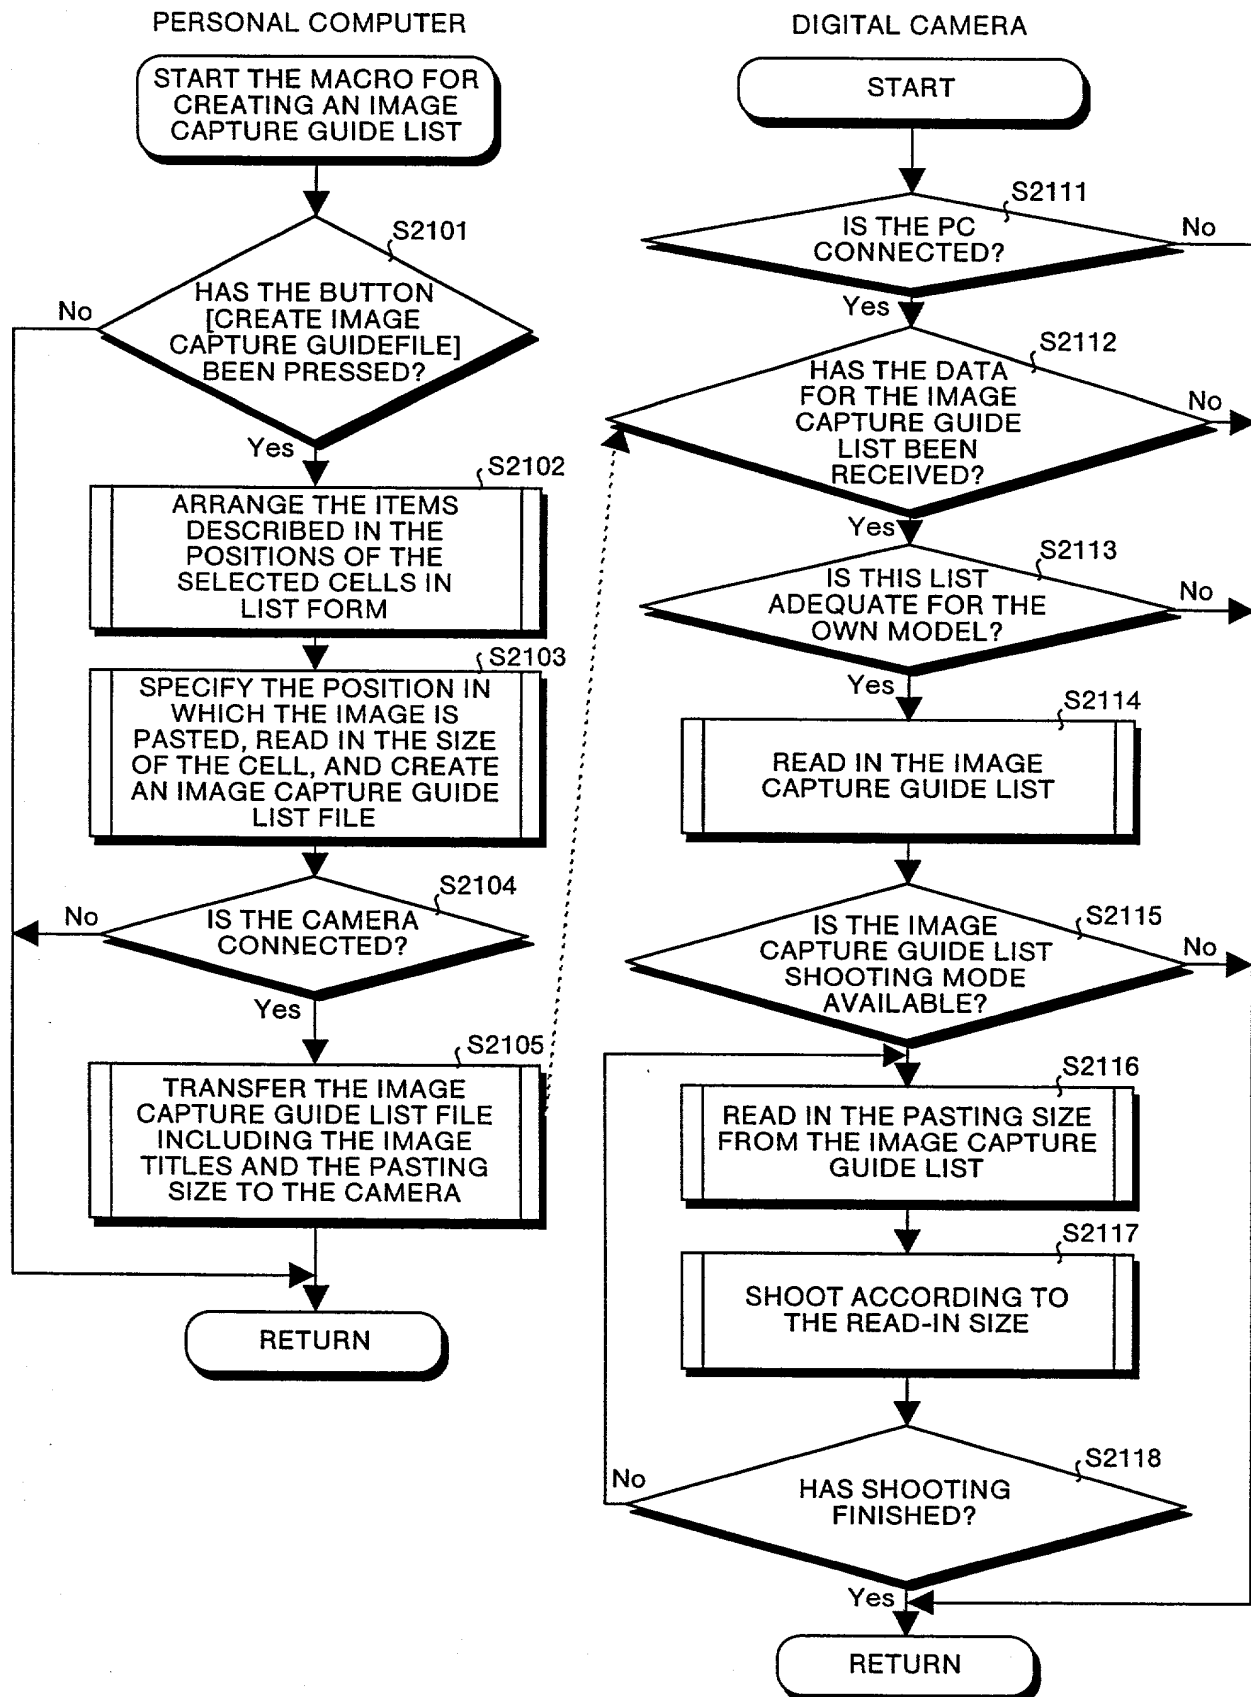 PERSONAL COMPUTER
START THE MACRO FOR
CREATING AN IMAGE
CAPTURE GUIDE LIST
S2101
HAS THE BUTTON
[CREATE IMAGE
CAPTURE GUIDEFILE]
BEEN PRESSED?
No
Yes
S2102
ARRANGE THE ITEMS
DESCRIBED IN THE
POSITIONS OF THE
SELECTED CELLS IN
LIST FORM
S2103
SPECIFY THE POSITION IN
WHICH THE IMAGE IS
PASTED, READ IN THE SIZE
OF THE CELL, AND CREATE
AN IMAGE CAPTURE GUIDE
LIST FILE
S2104
No
IS THE CAMERA
CONNECTED?
Yes
S2105
TRANSFER THE IMAGE
CAPTURE GUIDE LIST FILE
INCLUDING THE IMAGE
TITLES AND THE PASTING
SIZE TO THE CAMERA
RETURN
DIGITAL CAMERA
START
S2111
IS THE PC
CONNECTED?
No
Yes
S2112
HAS THE DATA
FOR THE IMAGE
CAPTURE GUIDE
LIST BEEN
RECEIVED?
No
Yes
S2113
IS THIS LIST
ADEQUATE FOR THE
OWN MODEL?
No
Yes
S2114
READ IN THE IMAGE
CAPTURE GUIDE LIST
S2115
IS THE IMAGE
CAPTURE GUIDE LIST
SHOOTING MODE
AVAILABLE?
No
S2116
READ IN THE PASTING SIZE
FROM THE IMAGE CAPTURE
GUIDE LIST
S2117
SHOOT ACCORDING TO
THE READ-IN SIZE
S2118
No
HAS SHOOTING
FINISHED?
Yes
RETURN